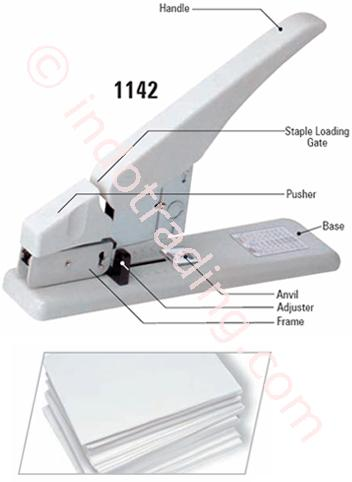 Handle
1142
Staple Loading
Gate
Pusher
Base
Anvil
Adjuster
Frame
© indotrading.com